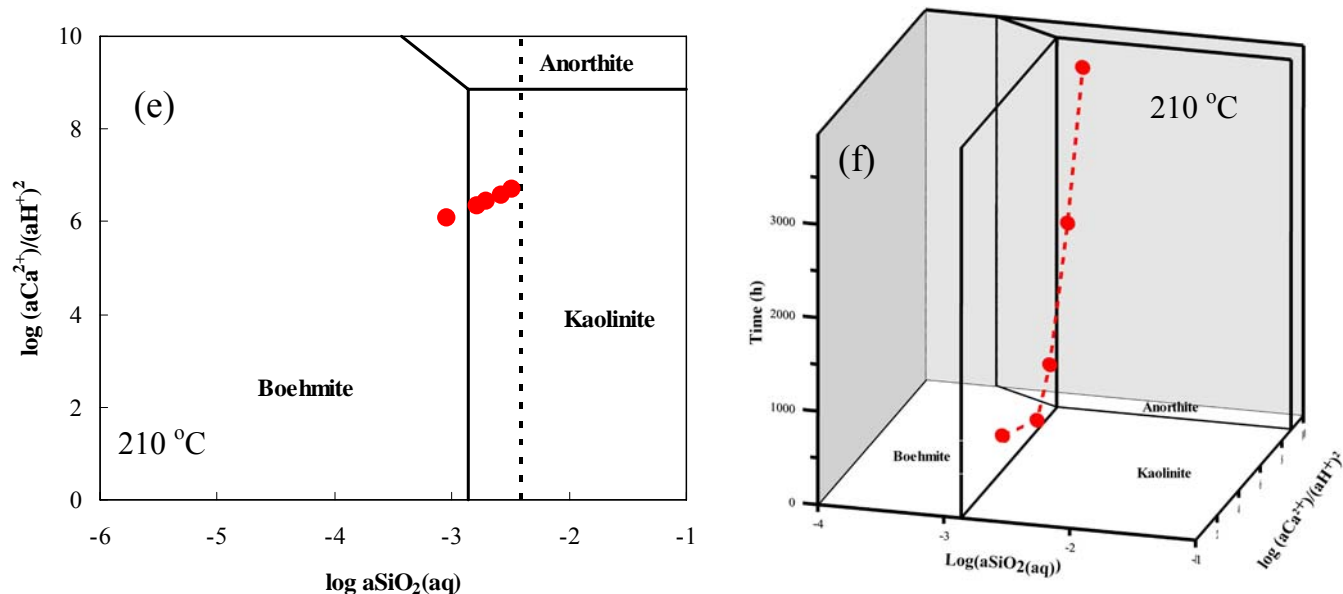 (e)
10
8
6
4
2
0
-6
-5
-4
-3
-2
-1
log (aCa²⁺)/(aH⁺)²
log aSiO₂(aq)
Anorthite
Kaolinite
Boehmite
210 °C
(f)
210 °C
3000
2000
1000
0
Time (h)
-4
-3
-2
-1
Log(aSiO₂(aq))
log (aCa²⁺)/(aH⁺)²
Anorthite
Boehmite
Kaolinite